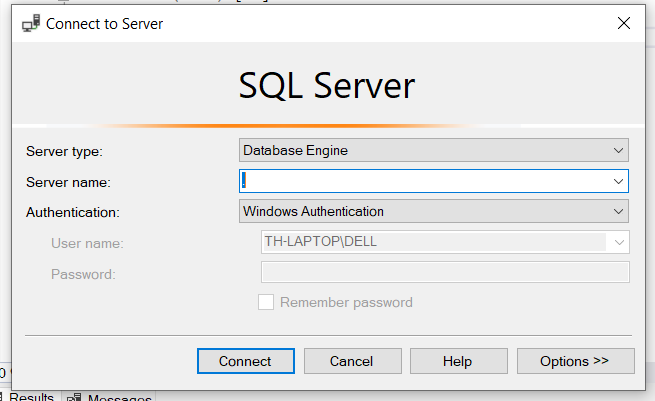 Connect to Server
SQL Server
Server type: Database Engine
Server name: .
Authentication: Windows Authentication
User name: TH-LAPTOP\DELL
Password:
Remember password
Connect Cancel Help Options >>
Results Messages